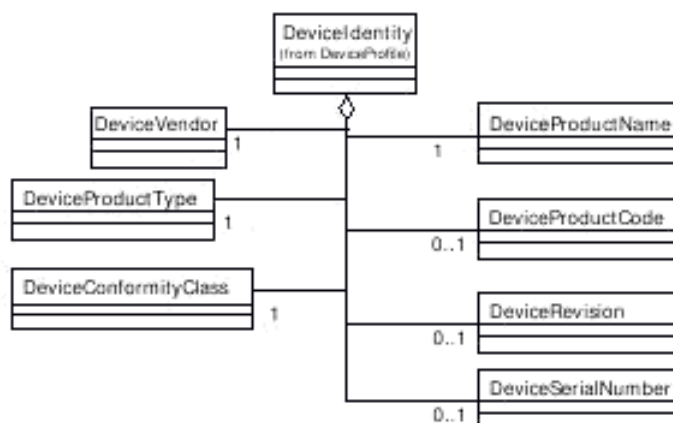 DeviceIdentity
(from DeviceProfile)
DeviceVendor
1
DeviceProductName
1
DeviceProductType
1
DeviceProductCode
0..1
DeviceConformityClass
1
DeviceRevision
0..1
DeviceSerialNumber
0..1